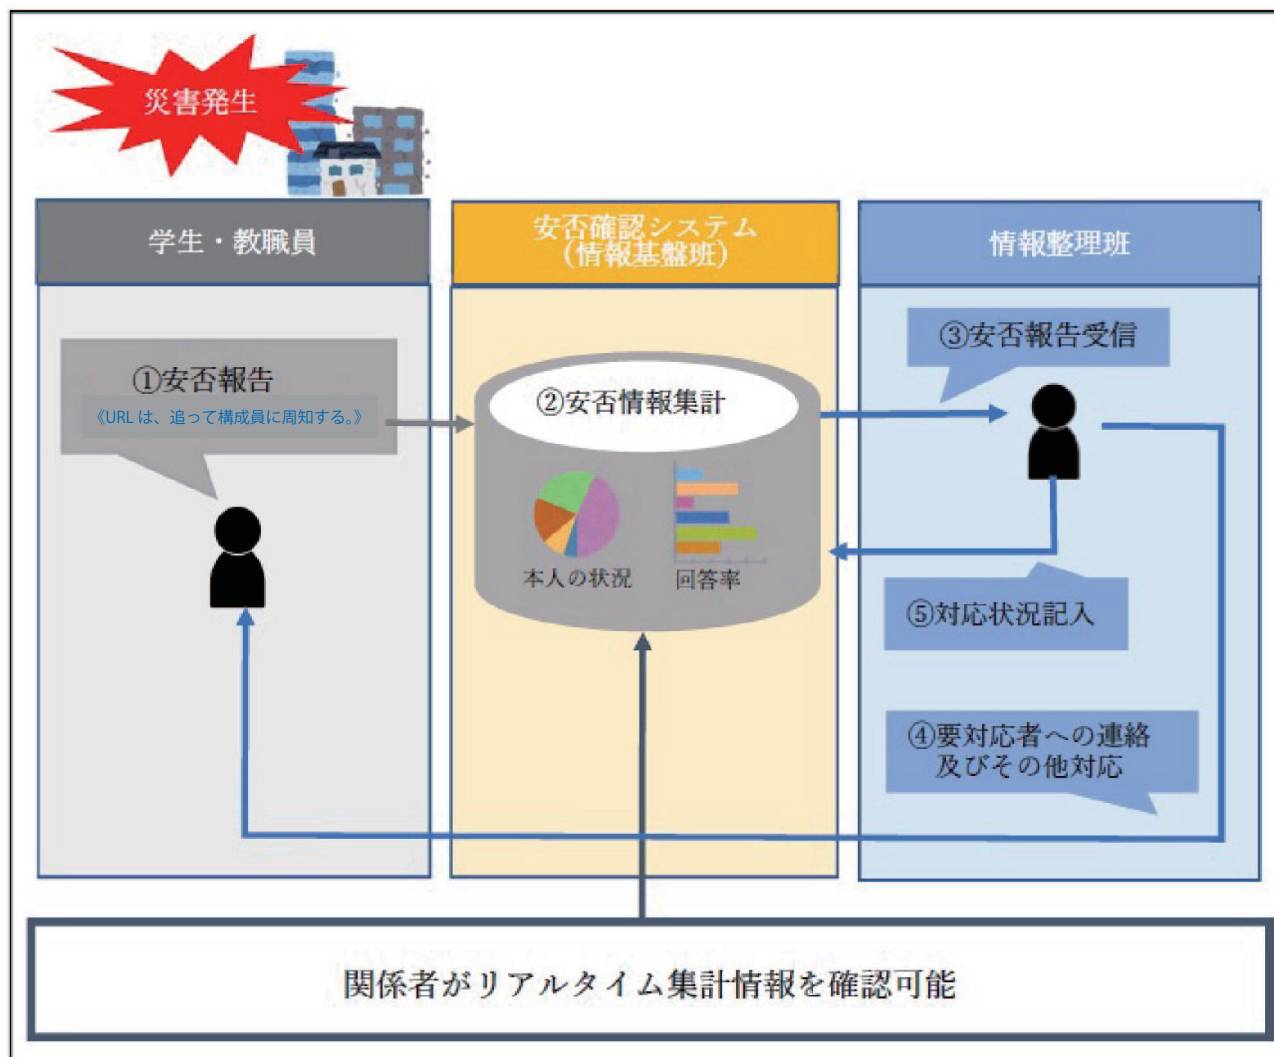 災害発生
学生・教職員
安否確認システム
（情報基盤班）
情報整理班
①安否報告
《URL は、追って構成員に周知する。》
②安否情報集計
本人の状況
回答率
③安否報告受信
⑤対応状況記入
④要対応者への連絡
及びその他対応
関係者がリアルタイム集計情報を確認可能